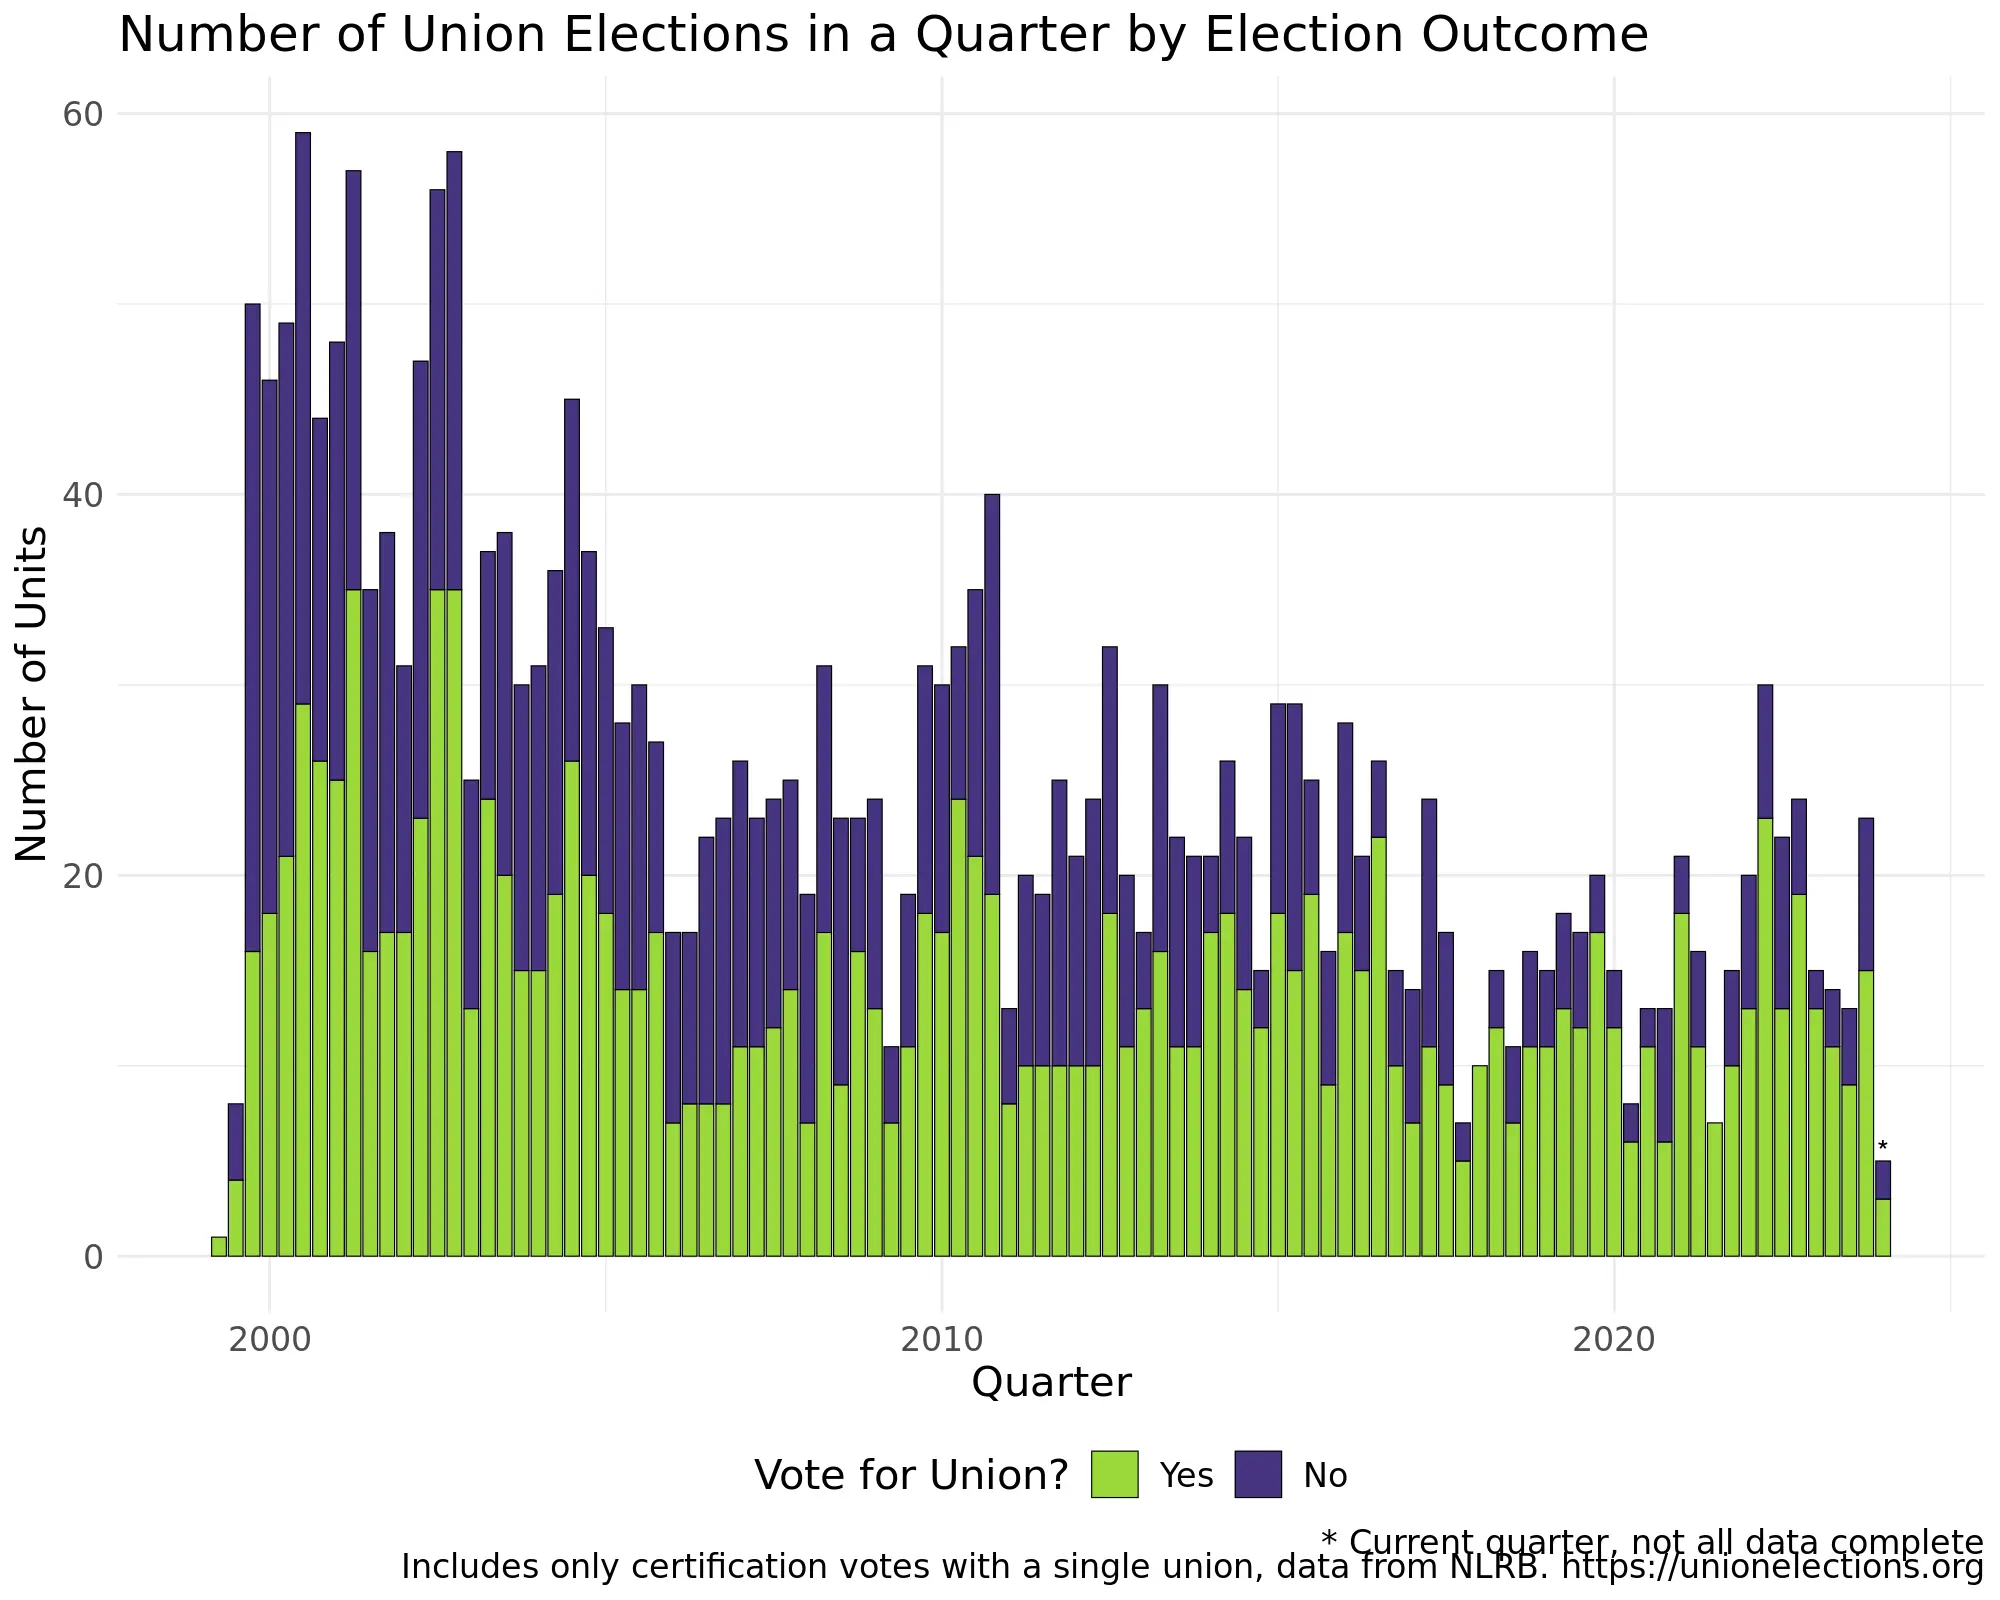 Number of Union Elections in a Quarter by Election Outcome
60
40
20
0
Number of Units
2000
2010
2020
*
Quarter
Vote for Union?
Yes
No
* Current quarter, not all data complete
Includes only certification votes with a single union, data from NLRB. https://unionelections.org